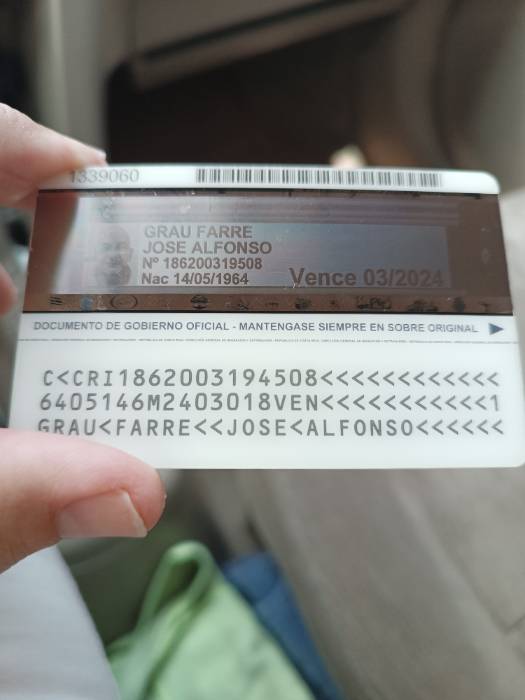 1339060
GRAU FARRE
JOSE ALFONSO
Nº 186200319508
Nac 14/05/1964
Vence 03/2024
DOCUMENTO DE GOBIERNO OFICIAL - MANTENGASE SIEMPRE EN SOBRE ORIGINAL
C<CRI1862003194508<<<<<<<<<<<<
6405146M2403018VEN<<<<<<<<<<<1
GRAU<FARRE<<JOSE<ALFONSO<<<<<<